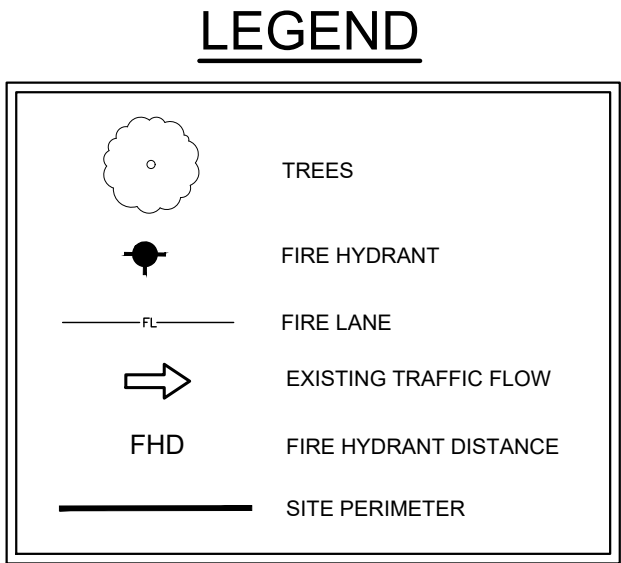 LEGEND
TREES
FIRE HYDRANT
FL FIRE LANE
EXISTING TRAFFIC FLOW
FHD FIRE HYDRANT DISTANCE
SITE PERIMETER